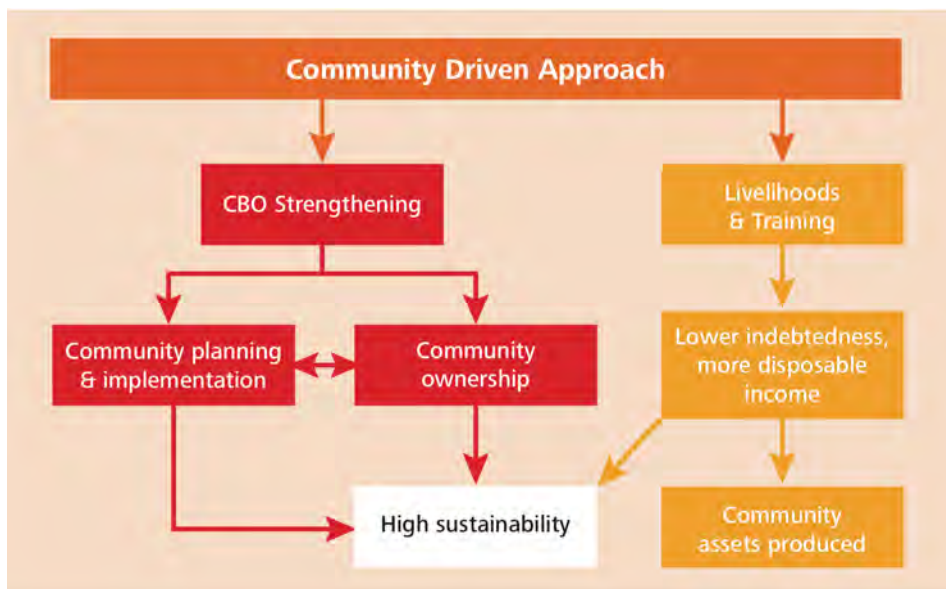 Community Driven Approach
CBO Strengthening
Livelihoods
& Training
Community planning
& implementation
Community
ownership
Lower indebtedness,
more disposable
income
High sustainability
Community
assets produced